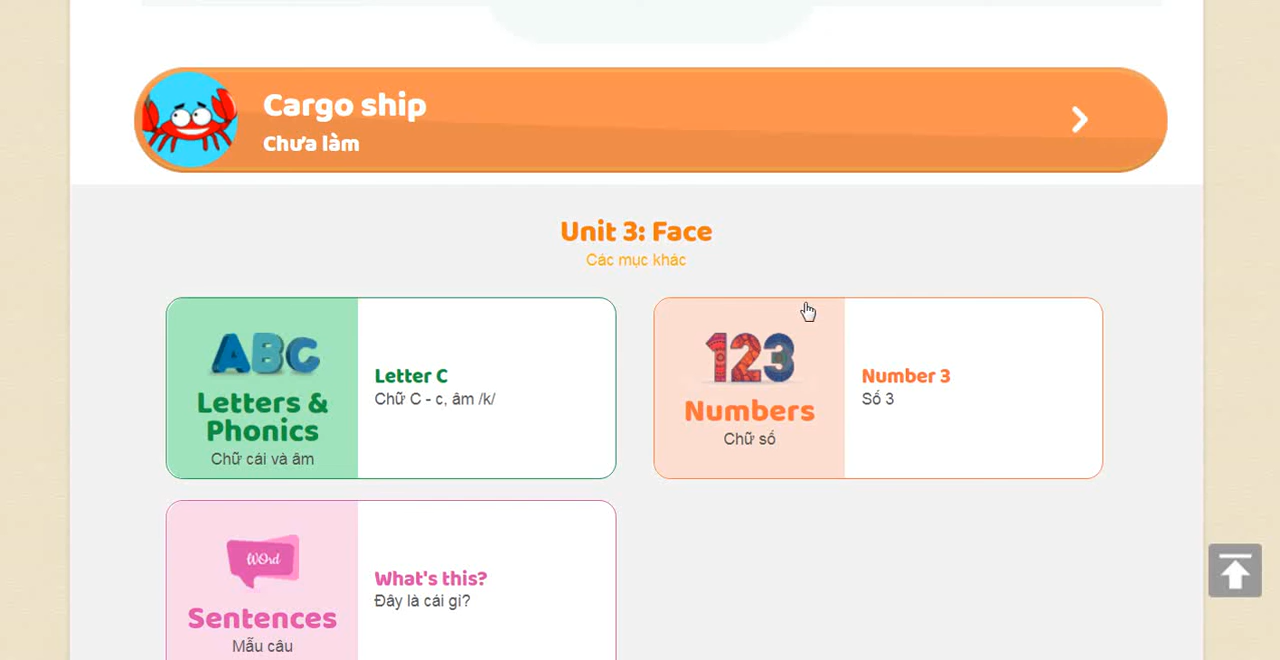 Cargo ship
Chưa làm
Unit 3: Face
Các mục khác
ABC
Letters &
Phonics
Chữ cái và âm
Letter C
Chữ C - c, âm /k/
123
Numbers
Chữ số
Number 3
Số 3
WOrd
Sentences
Mẫu câu
What's this?
Đây là cái gì?